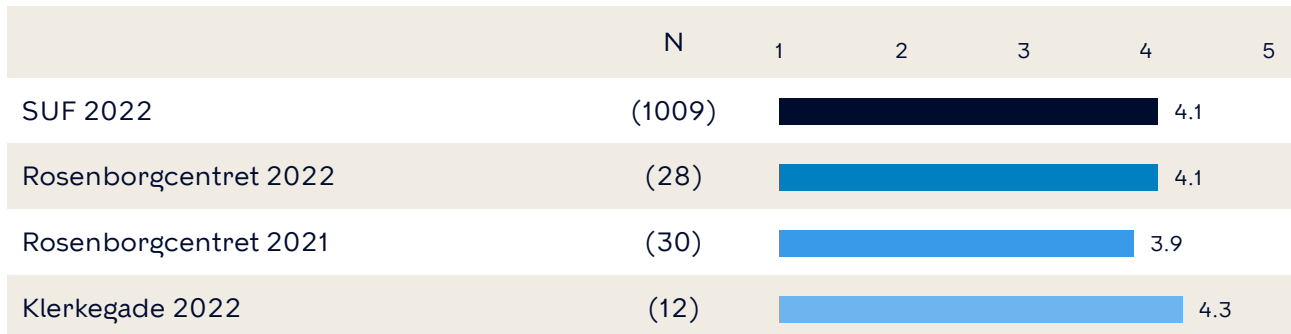 N 1 2 3 4 5
SUF 2022 (1009) 4.1
Rosenborgcentret 2022 (28) 4.1
Rosenborgcentret 2021 (30) 3.9
Klerkegade 2022 (12) 4.3